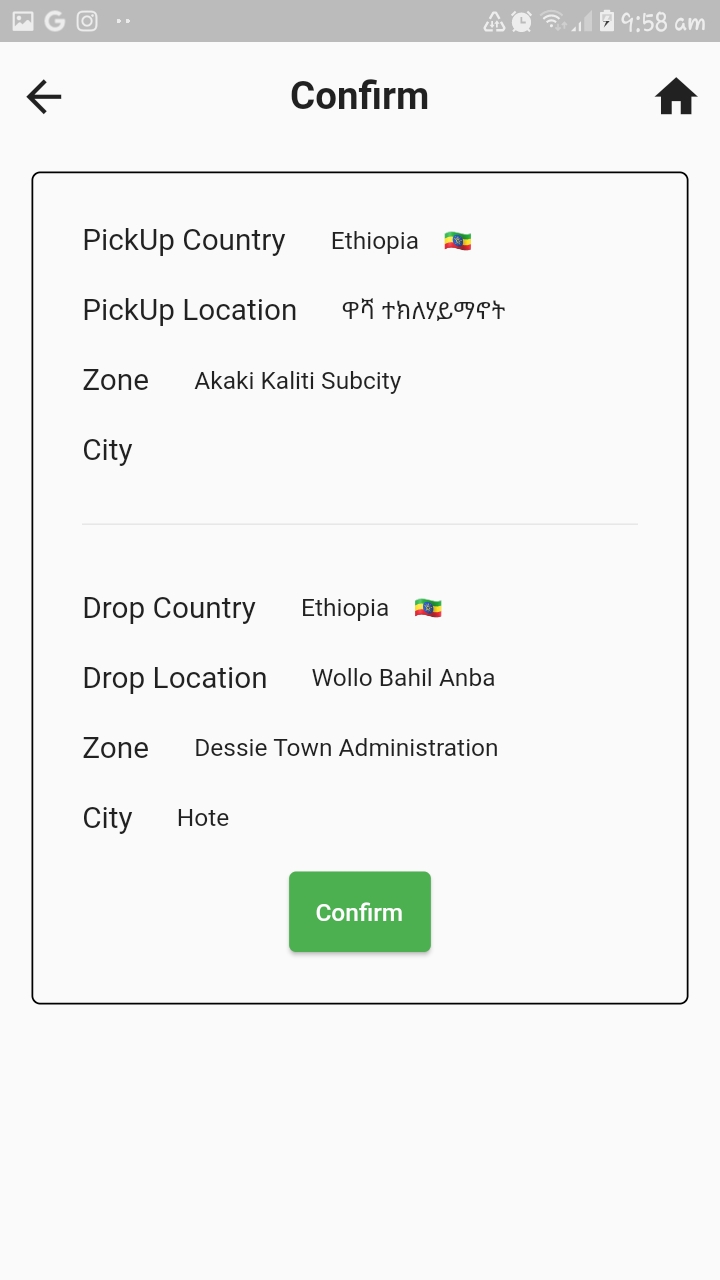 9:58 am
Confirm
PickUp Country Ethiopia
PickUp Location ዋሻ ተክለሃይማኖት
Zone Akaki Kaliti Subcity
City
Drop Country Ethiopia
Drop Location Wollo Bahil Anba
Zone Dessie Town Administration
City Hote
Confirm